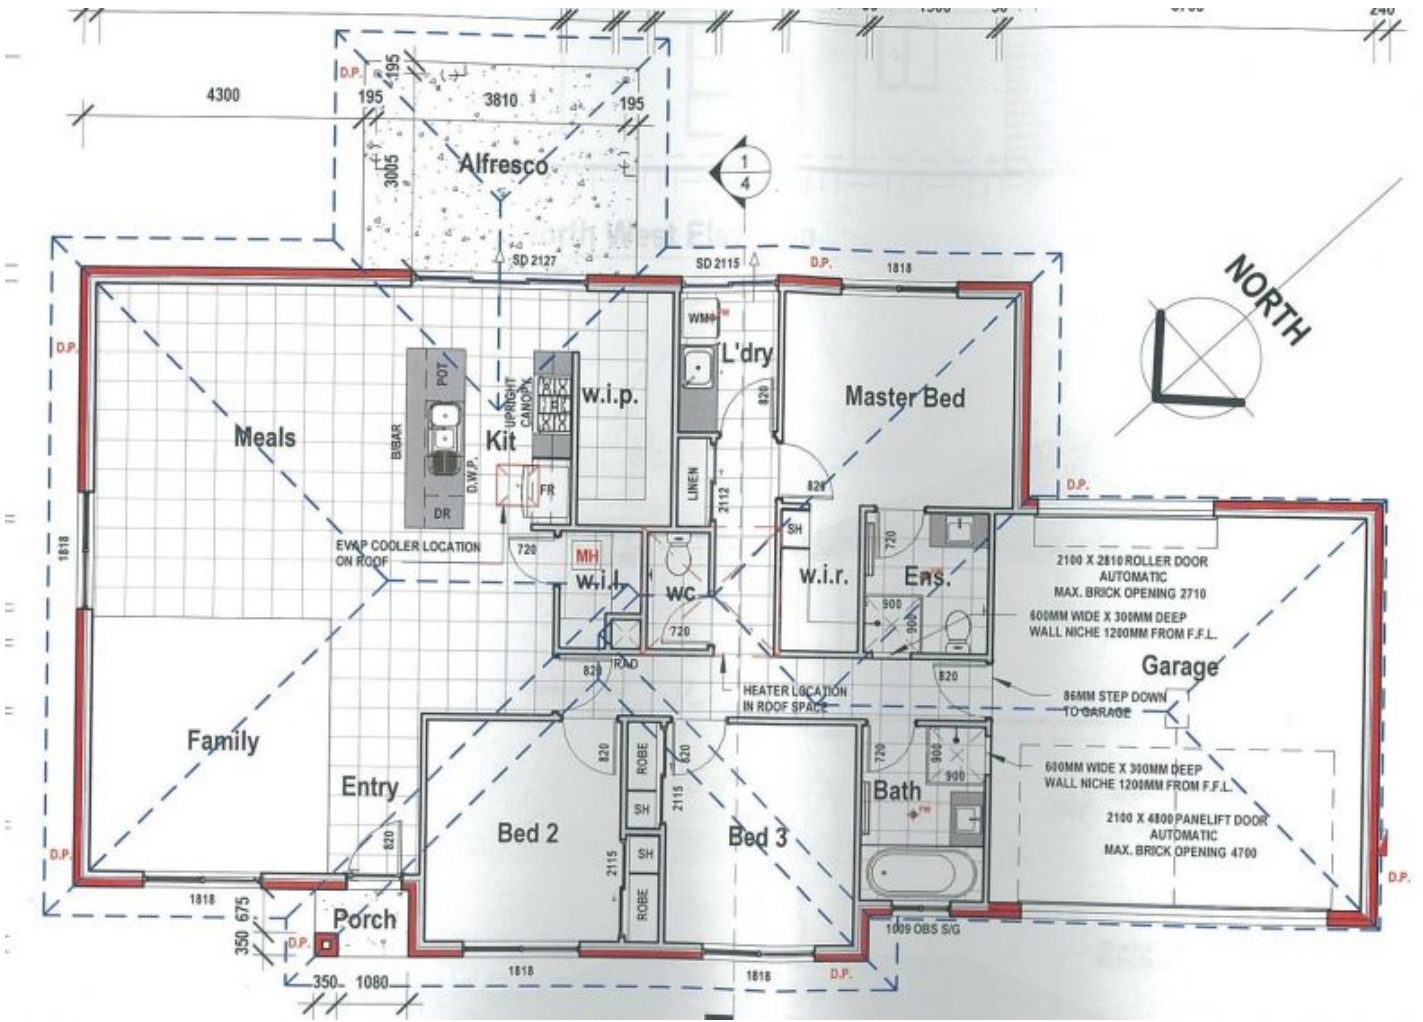 240
4300
195
195
3810
195
3005
Alfresco
1
4
NORTH
SD 2127
SD 2115
D.P.
D.P.
1818
D.P.
WM
FW
L'dry
820
Master Bed
w.i.p.
UPRIGHT
CANOPY
POT
Meals
B/BAR
Kit
D.W.P.
DR
FR
LINEN
2112
820
D.P.
1818
EVAP COOLER LOCATION
ON ROOF
720
MH
w.i.l.
WC
720
RAD
SH
w.i.r.
720
Ens.
FW
900
900
2100 X 2810 ROLLER DOOR
AUTOMATIC
MAX. BRICK OPENING 2710
600MM WIDE X 300MM DEEP
WALL NICHE 1200MM FROM F.F.L.
Garage
820
HEATER LOCATION
IN ROOF SPACE
820
86MM STEP DOWN
TO GARAGE
Family
820
ROBE
820
2115
SH
720
900
900
600MM WIDE X 300MM DEEP
WALL NICHE 1200MM FROM F.F.L.
Entry
820
Bath
FW
Bed 2
2115
SH
ROBE
Bed 3
2100 X 4800 PANELIFT DOOR
AUTOMATIC
MAX. BRICK OPENING 4700
D.P.
D.P.
1818
675
350
D.P.
Porch
1009 OBS S/G
350
1080
1818
1818
D.P.